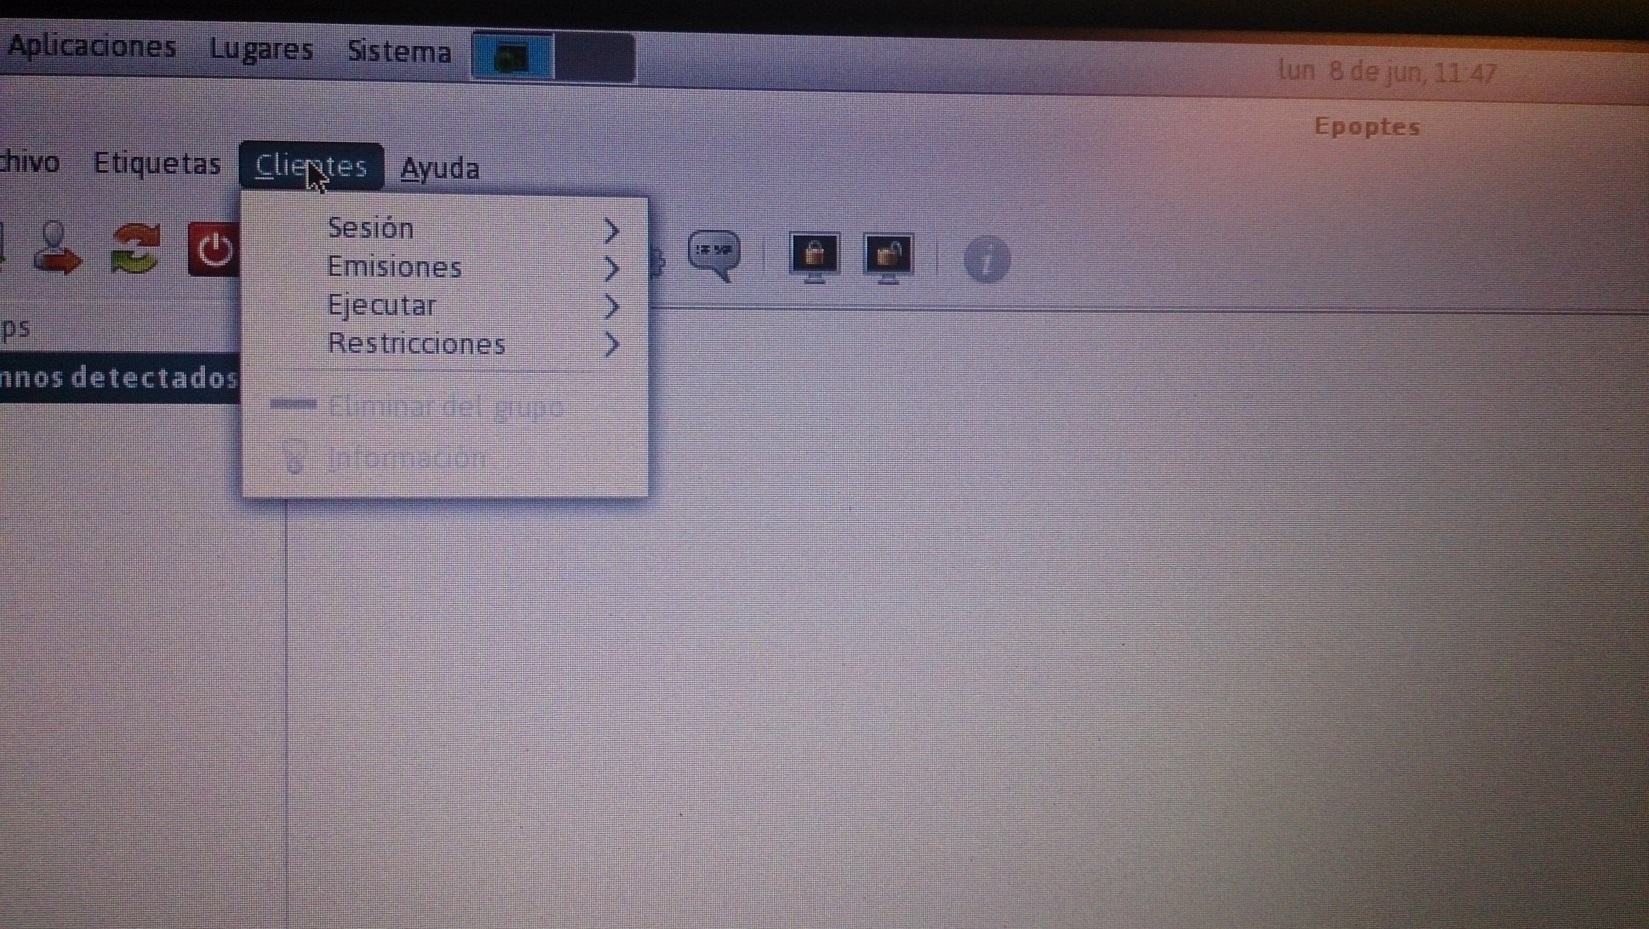 Aplicaciones Lugares Sistema
lun 8 de jun, 11:47
Epoptes
chivo Etiquetas Clientes Ayuda
Sesión
Emisiones
Ejecutar
Restricciones
Eliminar del grupo
Información
ps
nnos detectados